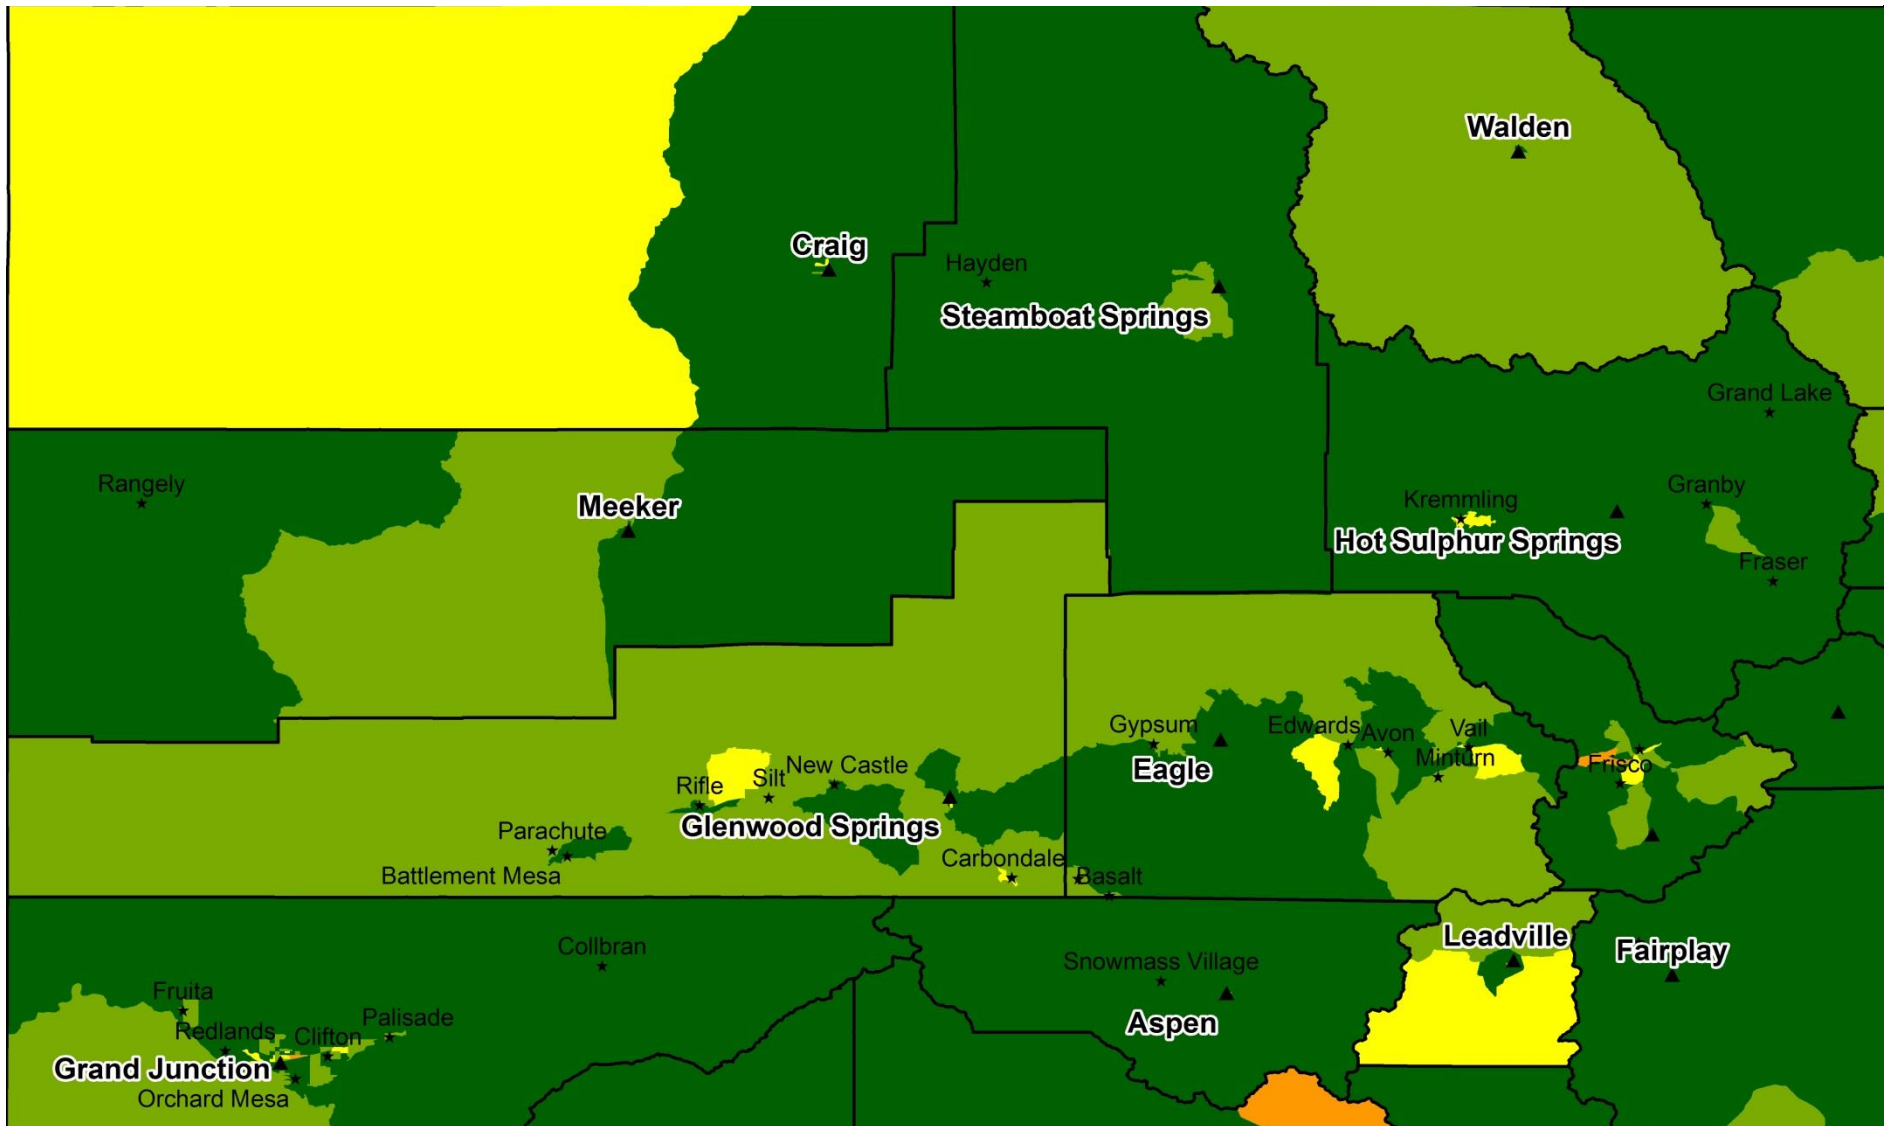 Walden
Craig
Hayden
Steamboat Springs
Grand Lake
Rangely
Meeker
Kremmling
Granby
Hot Sulphur Springs
Fraser
Gypsum
Edwards
Avon
Vail
Minturn
Eagle
Frisco
New Castle
Silt
Rifle
Glenwood Springs
Parachute
Battlement Mesa
Carbondale
Basalt
Leadville
Fairplay
Collbran
Snowmass Village
Aspen
Fruita
Redlands
Clifton
Palisade
Grand Junction
Orchard Mesa